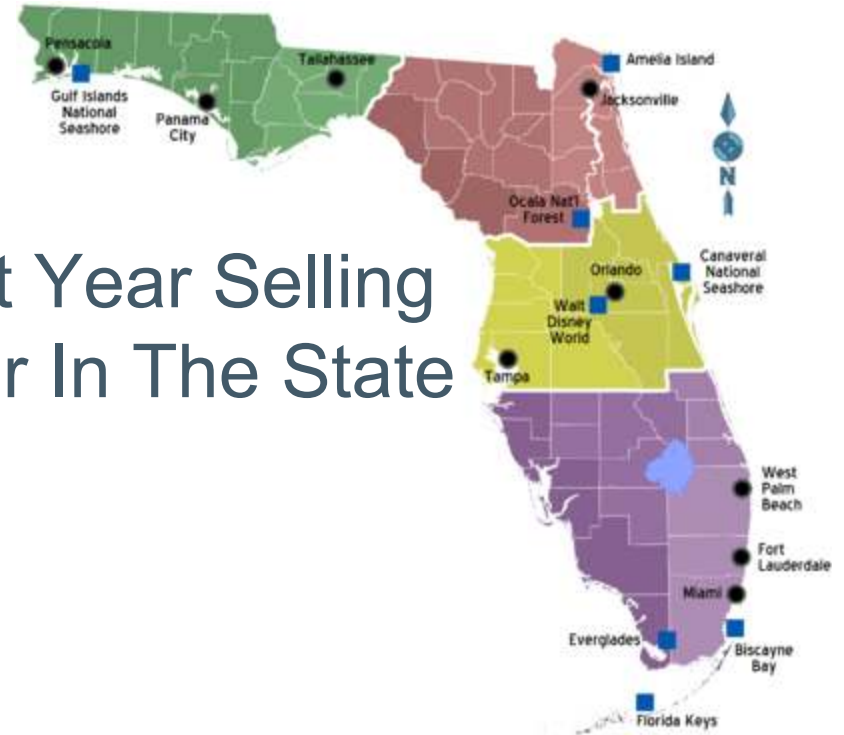 Pensacola
Gulf Islands
National
Seashore
Panama
City
Tallahassee
Amelia Island
Jacksonville
N
Ocala Nat'l
Forest
t Year Selling
r In The State
Orlando
Walt
Disney
World
Tampa
Canaveral
National
Seashore
West
Palm
Beach
Fort
Lauderdale
Miami
Everglades
Biscayne
Bay
Florida Keys